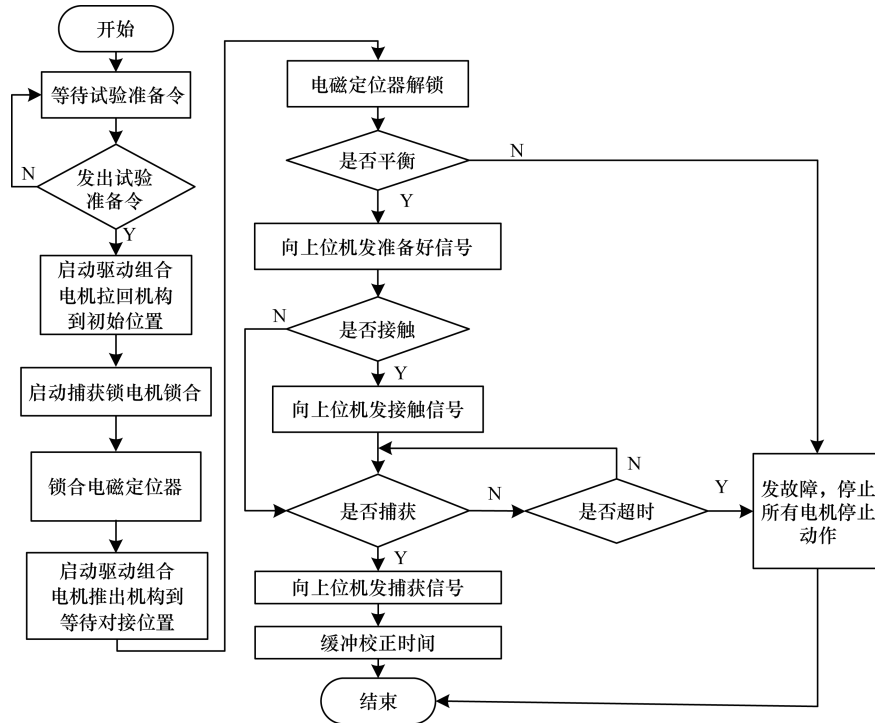 开始
等待试验准备令
N
发出试验
准备令
Y
启动驱动组合
电机拉回机构
到初始位置
启动捕获锁电机锁合
锁合电磁定位器
启动驱动组合
电机推出机构到
等待对接位置
电磁定位器解锁
是否平衡
N
Y
向上位机发准备好信号
N
是否接触
Y
向上位机发接触信号
是否捕获
N
是否超时
N
Y
发故障，停止
所有电机停止
动作
Y
向上位机发捕获信号
缓冲校正时间
结束